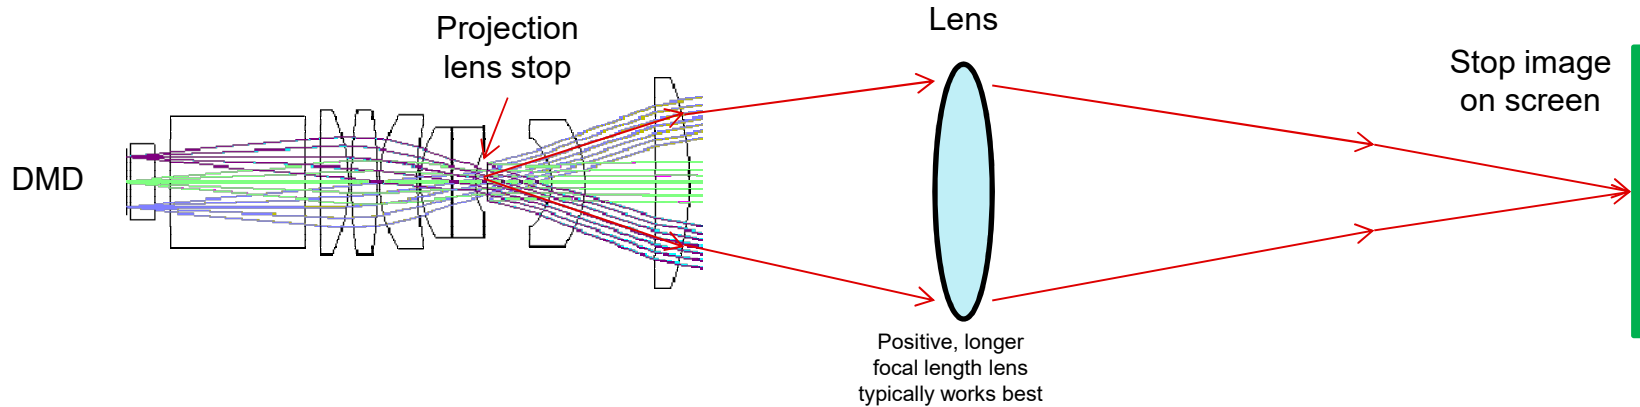 Projection
lens stop
Lens
Stop image
on screen
DMD
Positive, longer
focal length lens
typically works best